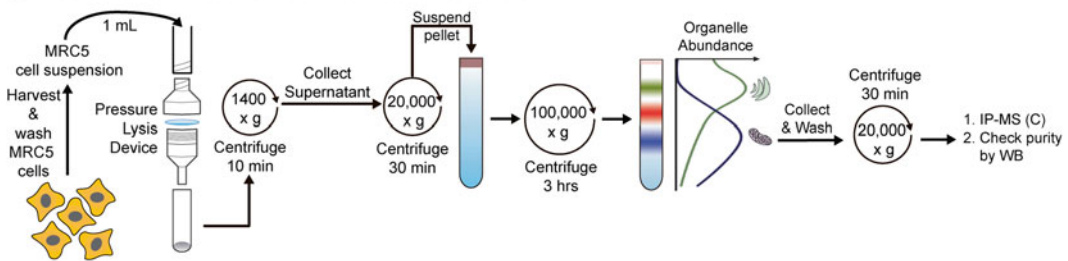 1 mL
MRC5
cell suspension
Harvest
&
wash
MRC5
cells
Pressure
Lysis
Device
1400
x g
Centrifuge
10 min
Collect
Supernatant
20,000
x g
Centrifuge
30 min
Suspend
pellet
100,000
x g
Centrifuge
3 hrs
Organelle
Abundance
Collect
& Wash
Centrifuge
30 min
20,000
x g
1. IP-MS (C)
2. Check purity
by WB